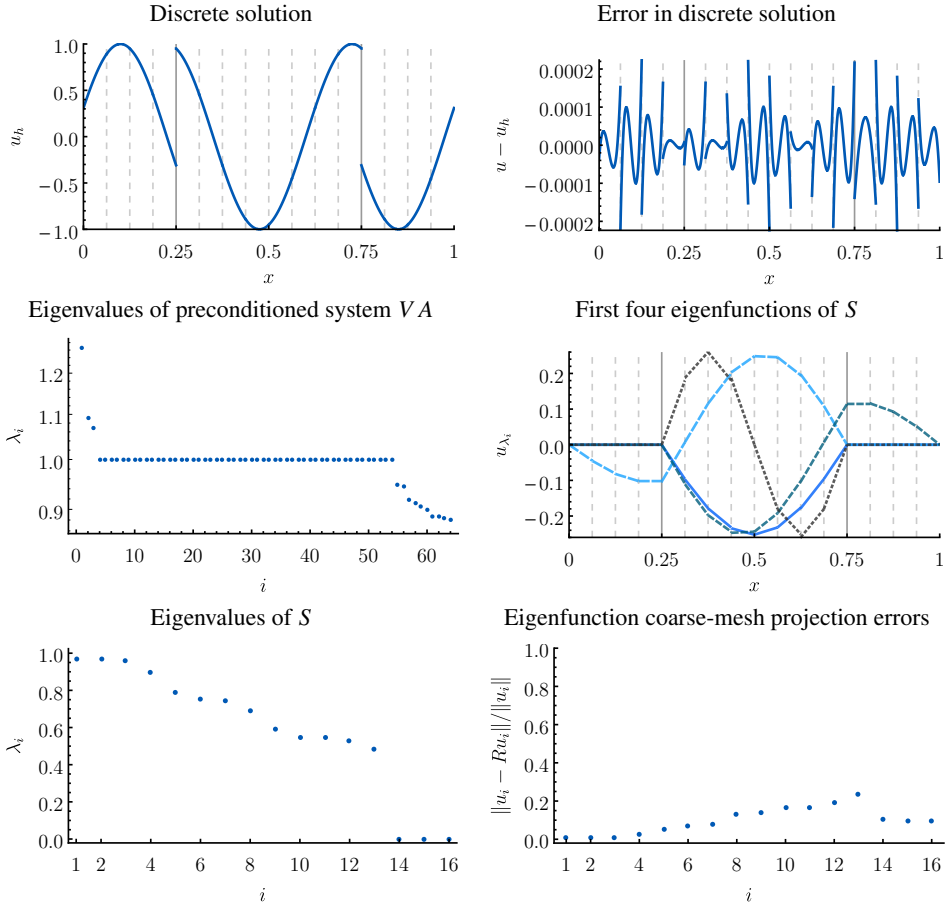 Discrete solution
1.0
0.5
0.0
−0.5
−1.0
u_h
0
0.25
0.5
0.75
1
x
Error in discrete solution
0.0002
0.0001
0.0000
−0.0001
−0.0002
u − u_h
0
0.25
0.5
0.75
1
x
Eigenvalues of preconditioned system V A
1.2
1.1
1.0
0.9
λ_i
0
10
20
30
40
50
60
i
First four eigenfunctions of S
0.2
0.1
0.0
−0.1
−0.2
u_{λ_i}
0
0.25
0.5
0.75
1
x
Eigenvalues of S
1.0
0.8
0.6
0.4
0.2
0.0
λ_i
1 2 4 6 8 10 12 14 16
i
Eigenfunction coarse-mesh projection errors
1.0
0.8
0.6
0.4
0.2
0.0
||u_i − Ru_i||/||u_i||
1 2 4 6 8 10 12 14 16
i